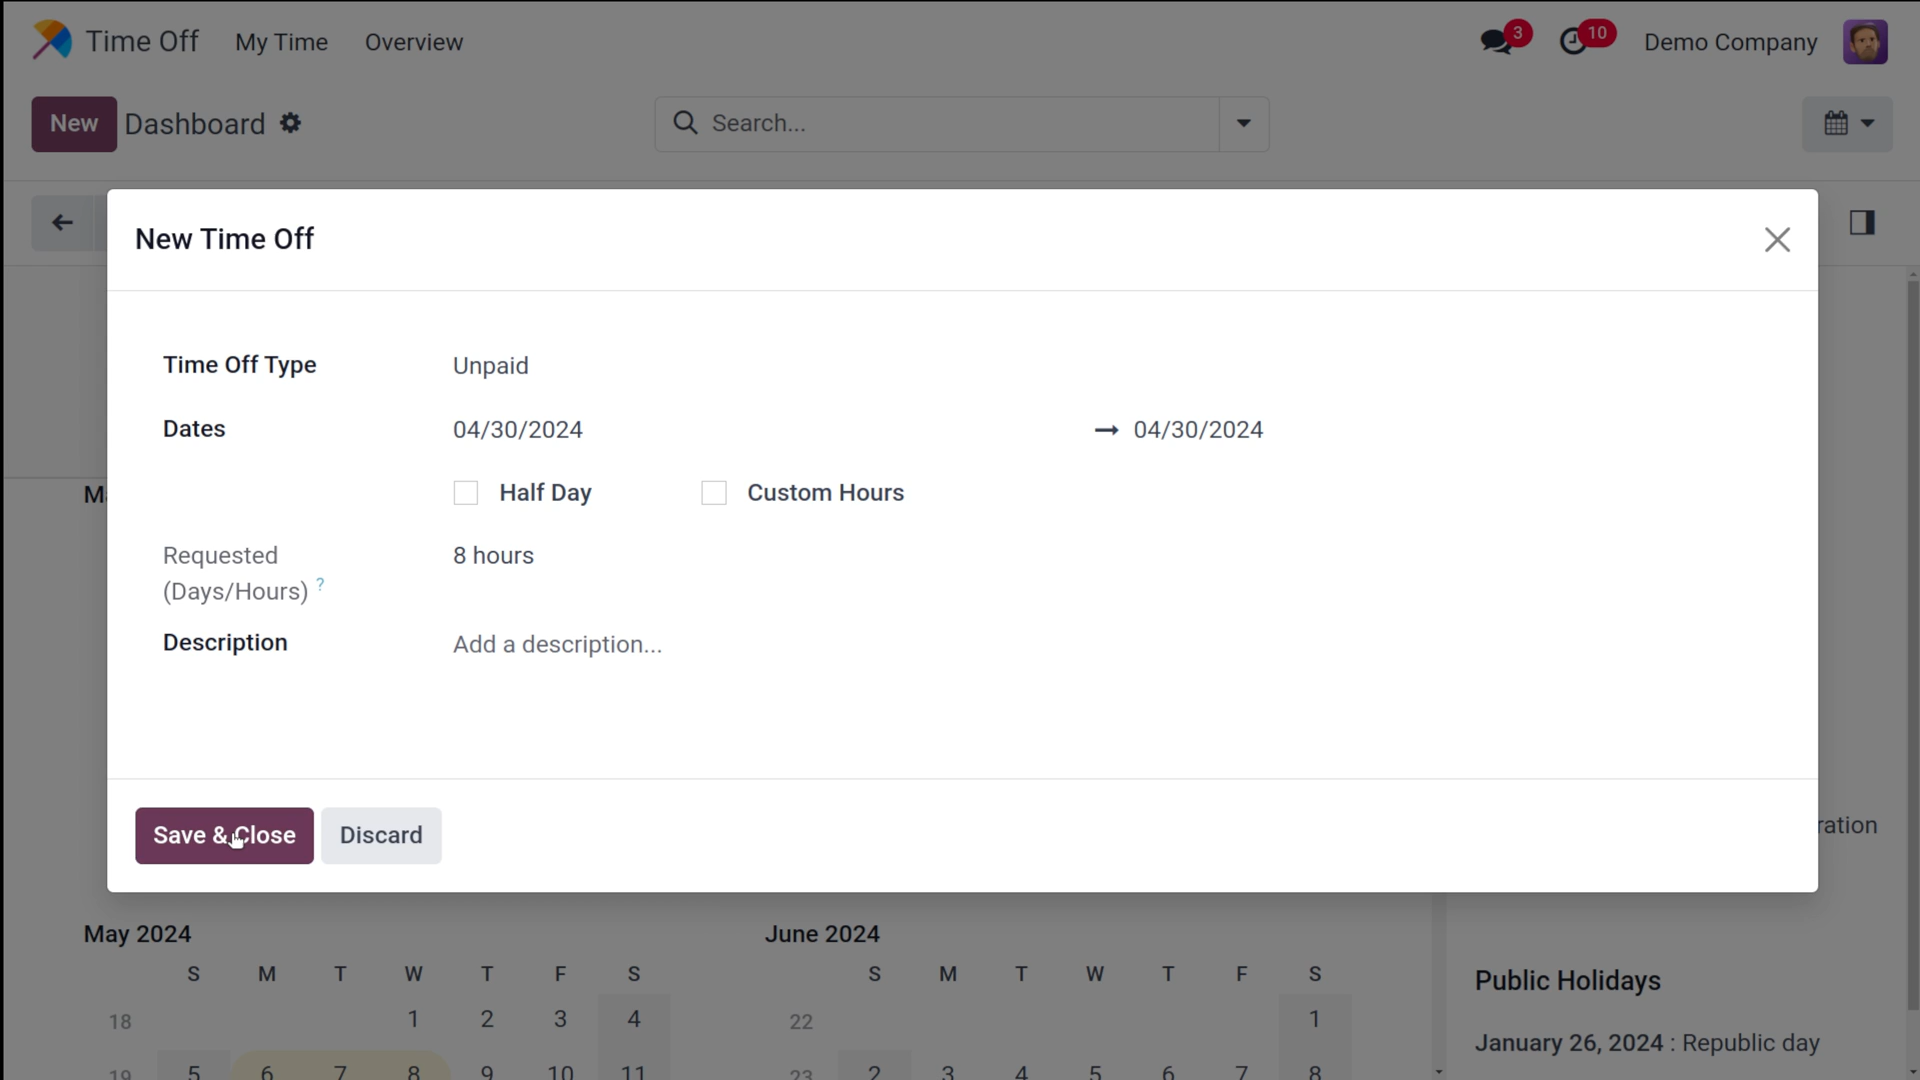 Time Off My Time Overview 3 10 Demo Company
New Dashboard Search...
New Time Off
Time Off Type Unpaid
Dates 04/30/2024 → 04/30/2024
Half Day Custom Hours
Requested 8 hours
(Days/Hours) ?
Description Add a description...
Save & Close Discard
ration
May 2024 June 2024
S M T W T F S S M T W T F S
Public Holidays
18 1 2 3 4 22 1
January 26, 2024 : Republic day
19 5 6 7 8 9 10 11 23 2 3 4 5 6 7 8